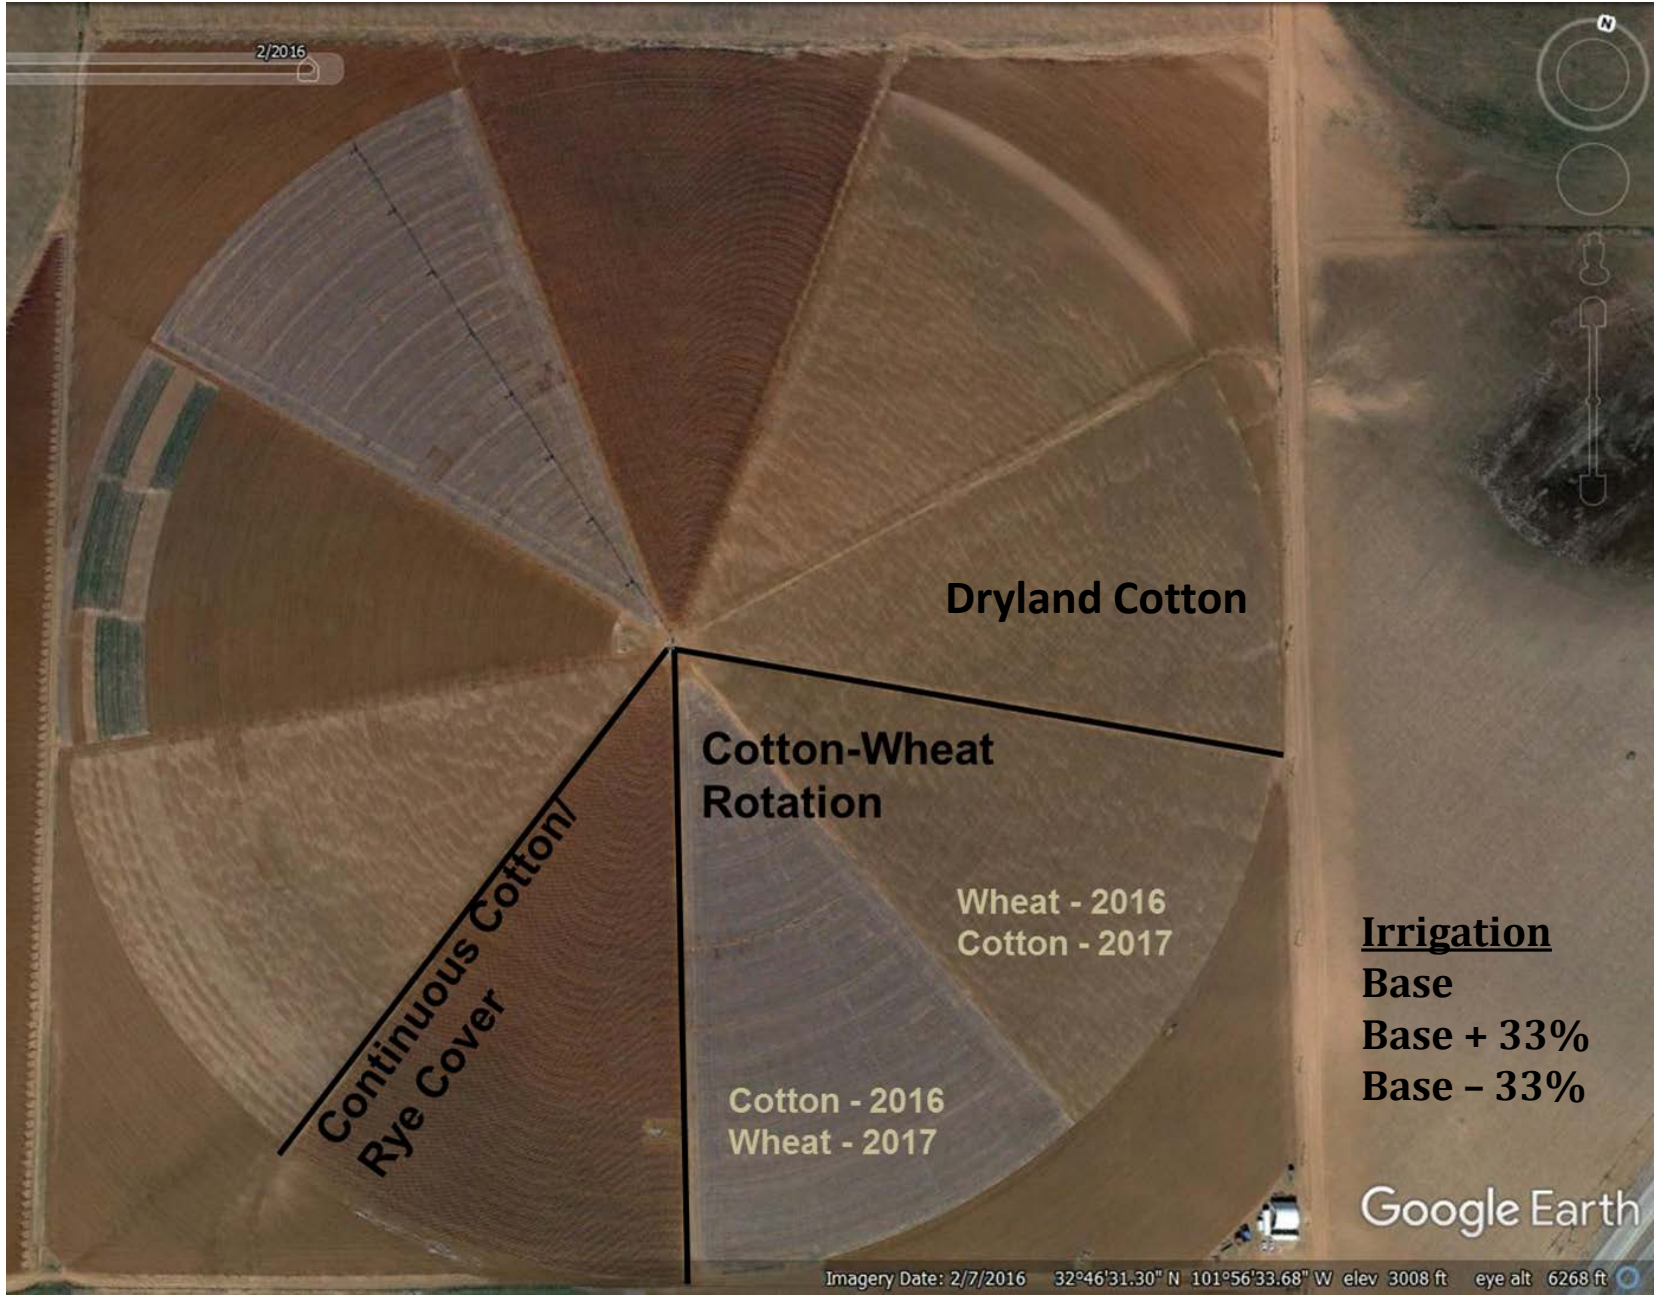 2/2016
N
Dryland Cotton
Cotton-Wheat
Rotation
Wheat - 2016
Cotton - 2017
Continuous Cotton/
Rye Cover
Cotton - 2016
Wheat - 2017
Irrigation
Base
Base + 33%
Base – 33%
Google Earth
Imagery Date: 2/7/2016 32°46'31.30" N 101°56'33.68" W elev 3008 ft eye alt 6268 ft